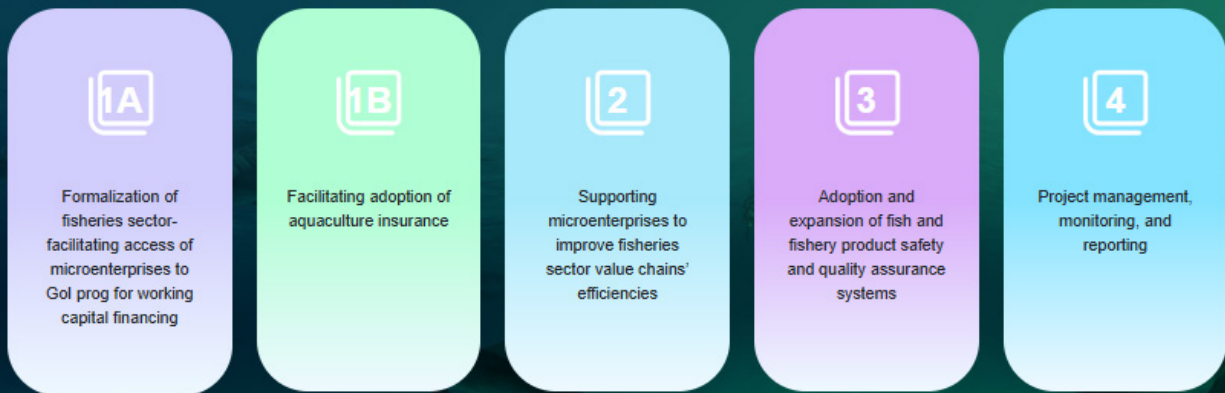 1A
Formalization of
fisheries sector-
facilitating access of
microenterprises to
GoI prog for working
capital financing
1B
Facilitating adoption of
aquaculture insurance
2
Supporting
microenterprises to
improve fisheries
sector value chains’
efficiencies
3
Adoption and
expansion of fish and
fishery product safety
and quality assurance
systems
4
Project management,
monitoring, and
reporting